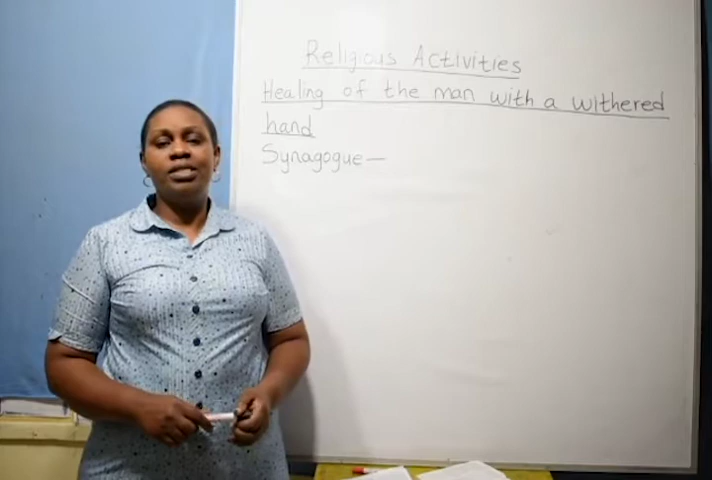 Religious Activities
Healing of the man with a withered
hand
Synagogue —